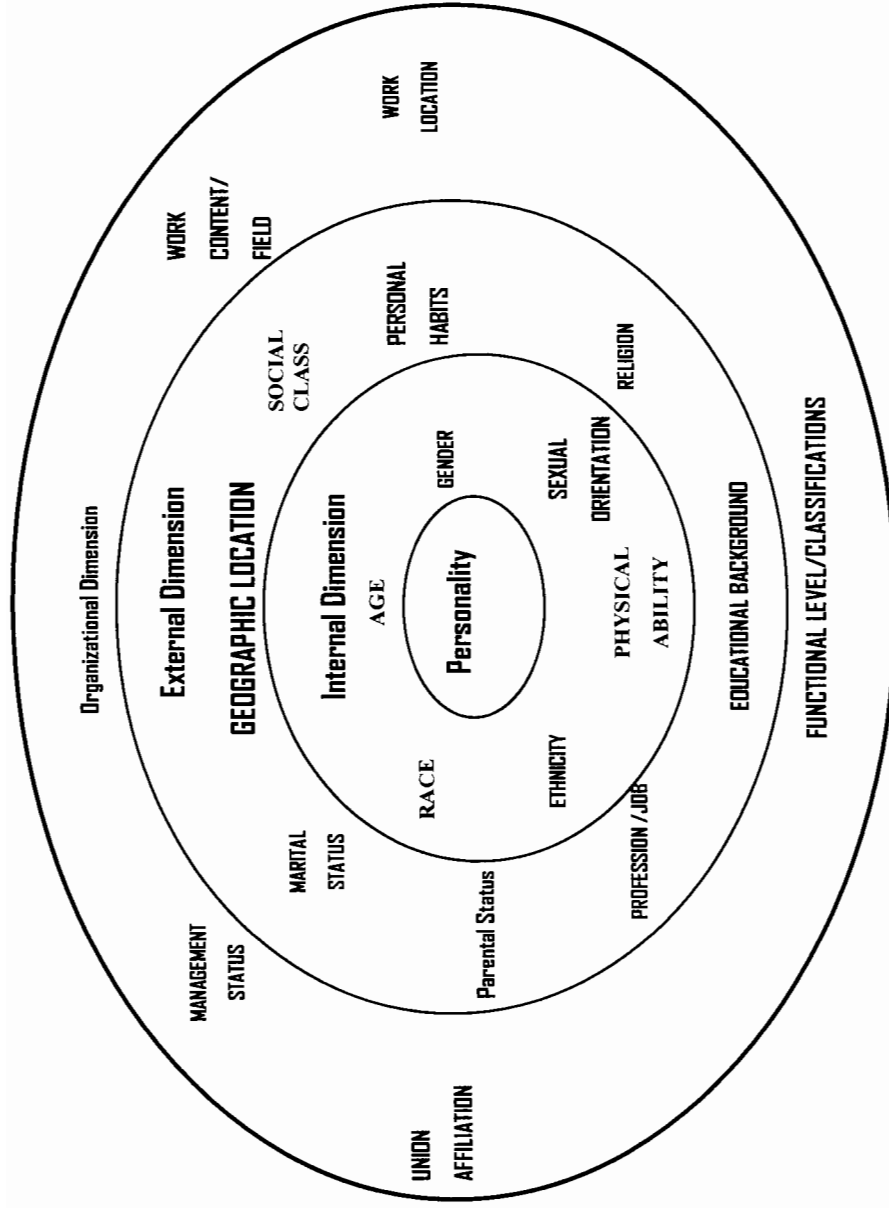 Organizational Dimension
External Dimension
MANAGEMENT
STATUS
WORK
CONTENT/
FIELD
GEOGRAPHIC LOCATION
SOCIAL
CLASS
MARITAL
STATUS
Internal Dimension
AGE
WORK
LOCATION
PERSONAL
HABITS
UNION
AFFILIATION
RACE
GENDER
Personality
Parental Status
ETHNICITY
SEXUAL
ORIENTATION
RELIGION
PHYSICAL
ABILITY
PROFESSION /JOB
EDUCATIONAL BACKGROUND
FUNCTIONAL LEVEL/CLASSIFICATIONS